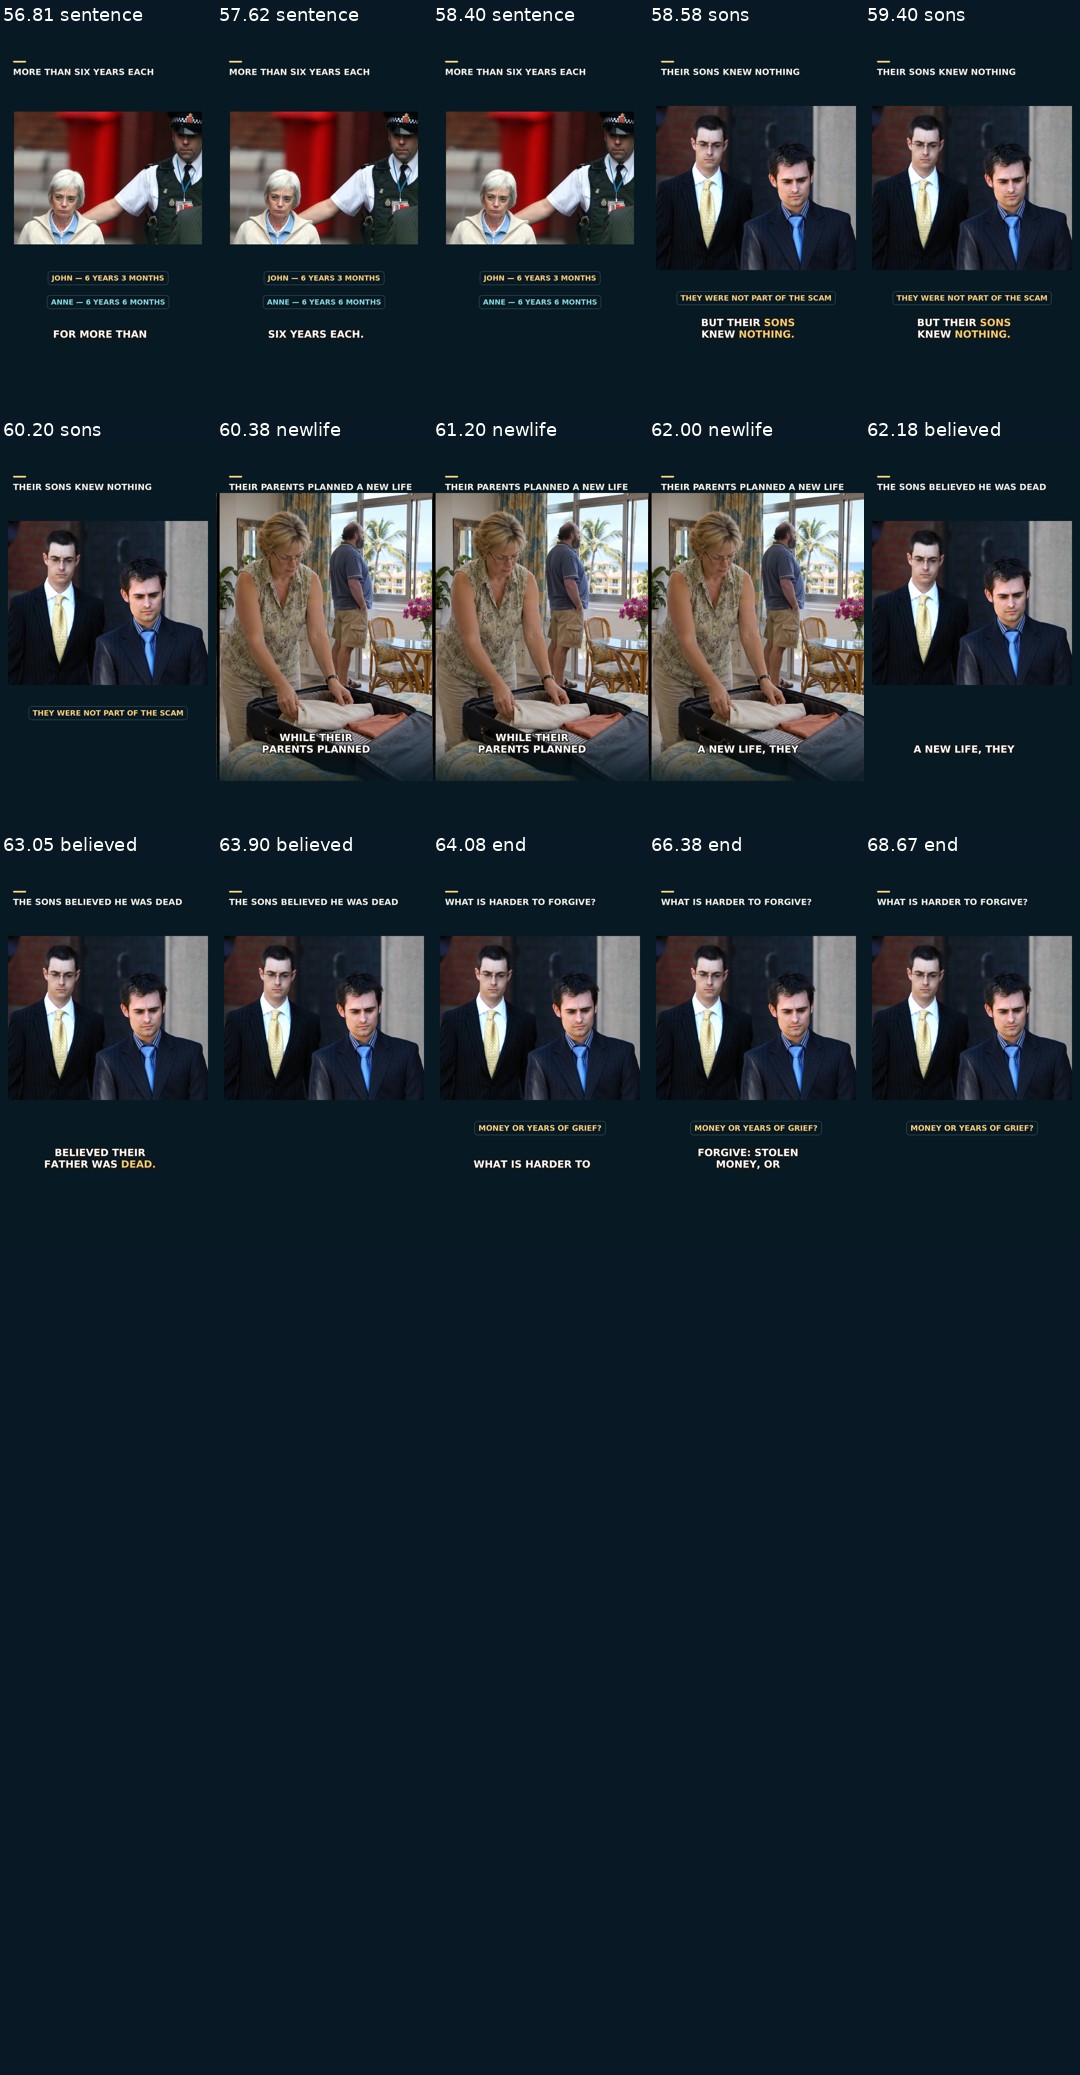 56.81 sentence
MORE THAN SIX YEARS EACH
JOHN — 6 YEARS 3 MONTHS
ANNE — 6 YEARS 6 MONTHS
FOR MORE THAN
57.62 sentence
MORE THAN SIX YEARS EACH
JOHN — 6 YEARS 3 MONTHS
ANNE — 6 YEARS 6 MONTHS
SIX YEARS EACH.
58.40 sentence
MORE THAN SIX YEARS EACH
JOHN — 6 YEARS 3 MONTHS
ANNE — 6 YEARS 6 MONTHS
58.58 sons
THEIR SONS KNEW NOTHING
THEY WERE NOT PART OF THE SCAM
BUT THEIR SONS
KNEW NOTHING.
59.40 sons
THEIR SONS KNEW NOTHING
THEY WERE NOT PART OF THE SCAM
BUT THEIR SONS
KNEW NOTHING.
60.20 sons
THEIR SONS KNEW NOTHING
THEY WERE NOT PART OF THE SCAM
60.38 newlife
THEIR PARENTS PLANNED A NEW LIFE
WHILE THEIR
PARENTS PLANNED
61.20 newlife
THEIR PARENTS PLANNED A NEW LIFE
WHILE THEIR
PARENTS PLANNED
62.00 newlife
THEIR PARENTS PLANNED A NEW LIFE
A NEW LIFE, THEY
62.18 believed
THE SONS BELIEVED HE WAS DEAD
A NEW LIFE, THEY
63.05 believed
THE SONS BELIEVED HE WAS DEAD
BELIEVED THEIR
FATHER WAS DEAD.
63.90 believed
THE SONS BELIEVED HE WAS DEAD
64.08 end
WHAT IS HARDER TO FORGIVE?
MONEY OR YEARS OF GRIEF?
WHAT IS HARDER TO
66.38 end
WHAT IS HARDER TO FORGIVE?
MONEY OR YEARS OF GRIEF?
FORGIVE: STOLEN
MONEY, OR
68.67 end
WHAT IS HARDER TO FORGIVE?
MONEY OR YEARS OF GRIEF?